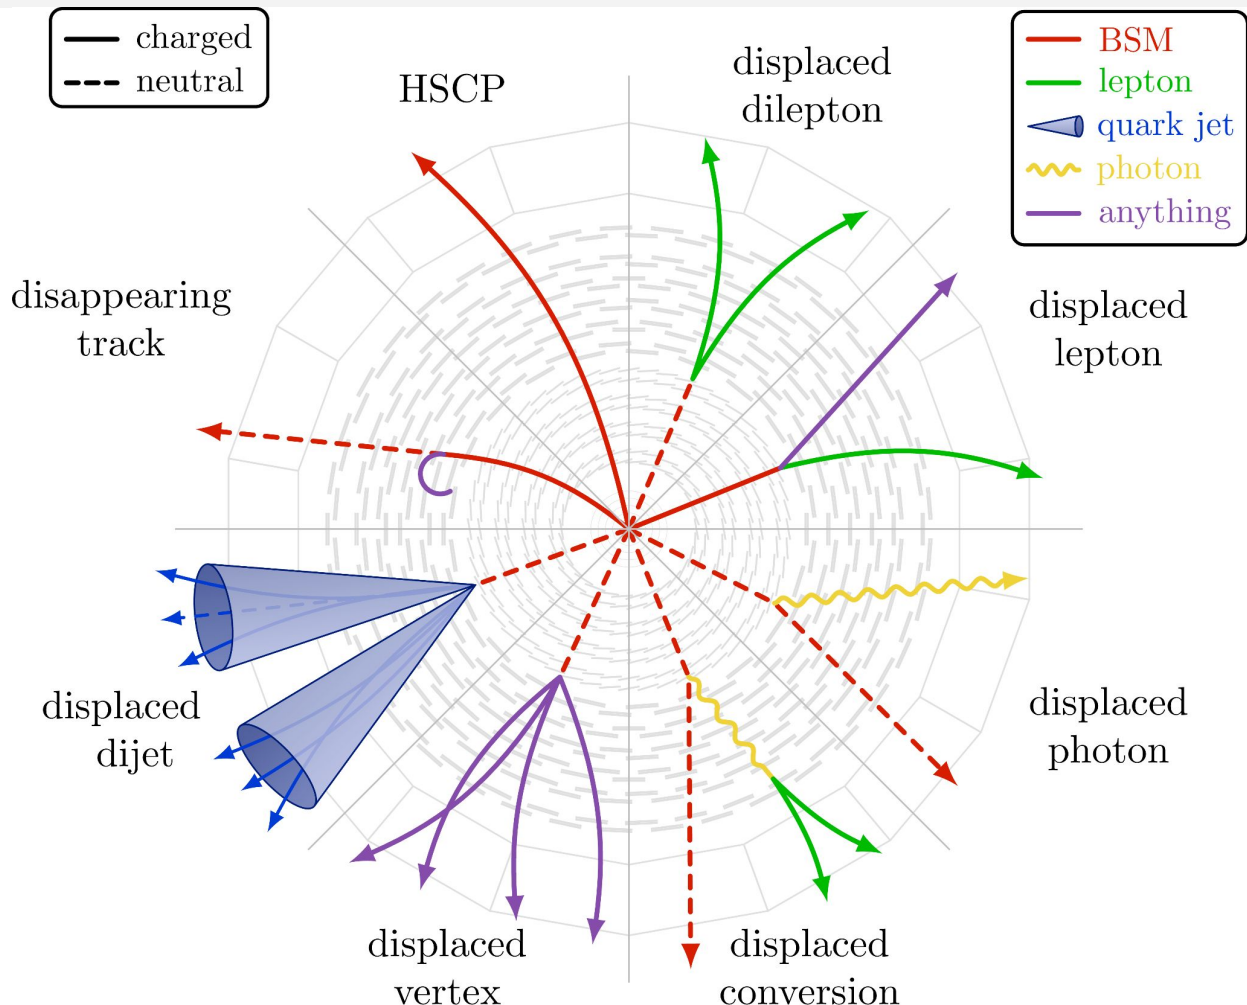 charged
neutral
HSCP
displaced
dilepton
BSM
lepton
quark jet
photon
anything
disappearing
track
displaced
lepton
displaced
dijet
displaced
photon
displaced
vertex
displaced
conversion